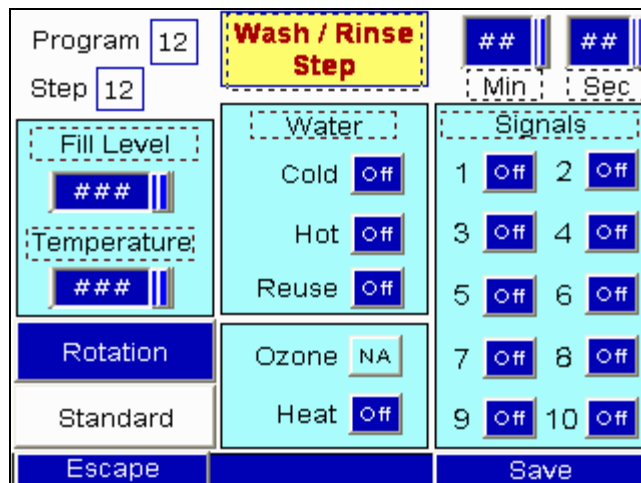 Program 12
Step 12
Wash / Rinse
Step
## ##
Min Sec
Fill Level
###
Temperature
###
Rotation
Standard
Water
Cold Off
Hot Off
Reuse Off
Ozone NA
Heat Off
Signals
1 Off 2 Off
3 Off 4 Off
5 Off 6 Off
7 Off 8 Off
9 Off 10 Off
Escape
Save